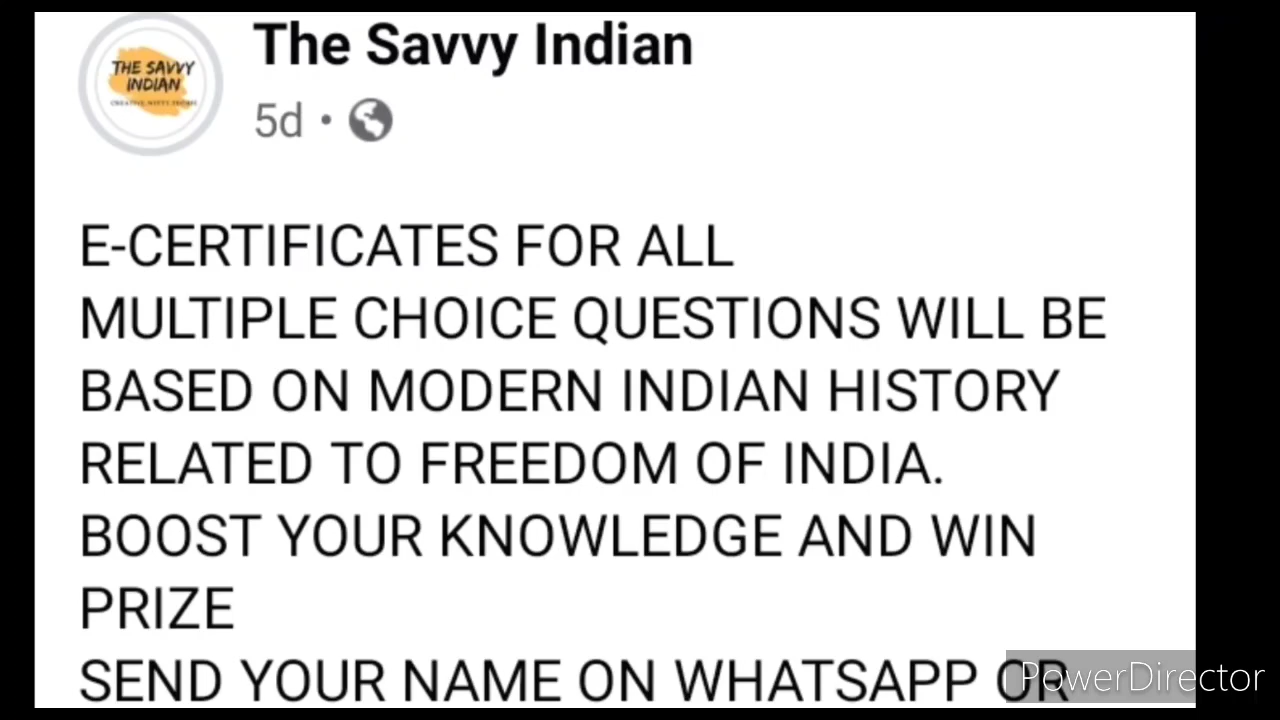 THE SAVVY
INDIAN
The Savvy Indian
5d •
E-CERTIFICATES FOR ALL
MULTIPLE CHOICE QUESTIONS WILL BE
BASED ON MODERN INDIAN HISTORY
RELATED TO FREEDOM OF INDIA.
BOOST YOUR KNOWLEDGE AND WIN
PRIZE
SEND YOUR NAME ON WHATSAPP OR
PowerDirector